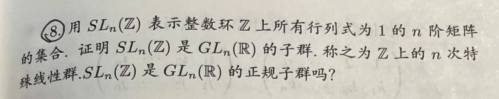 8. 用 SLₙ(ℤ) 表示整数环 ℤ 上所有行列式为 1 的 n 阶矩阵
的集合. 证明 SLₙ(ℤ) 是 GLₙ(ℝ) 的子群. 称之为 ℤ 上的 n 次特
殊线性群. SLₙ(ℤ) 是 GLₙ(ℝ) 的正规子群吗?